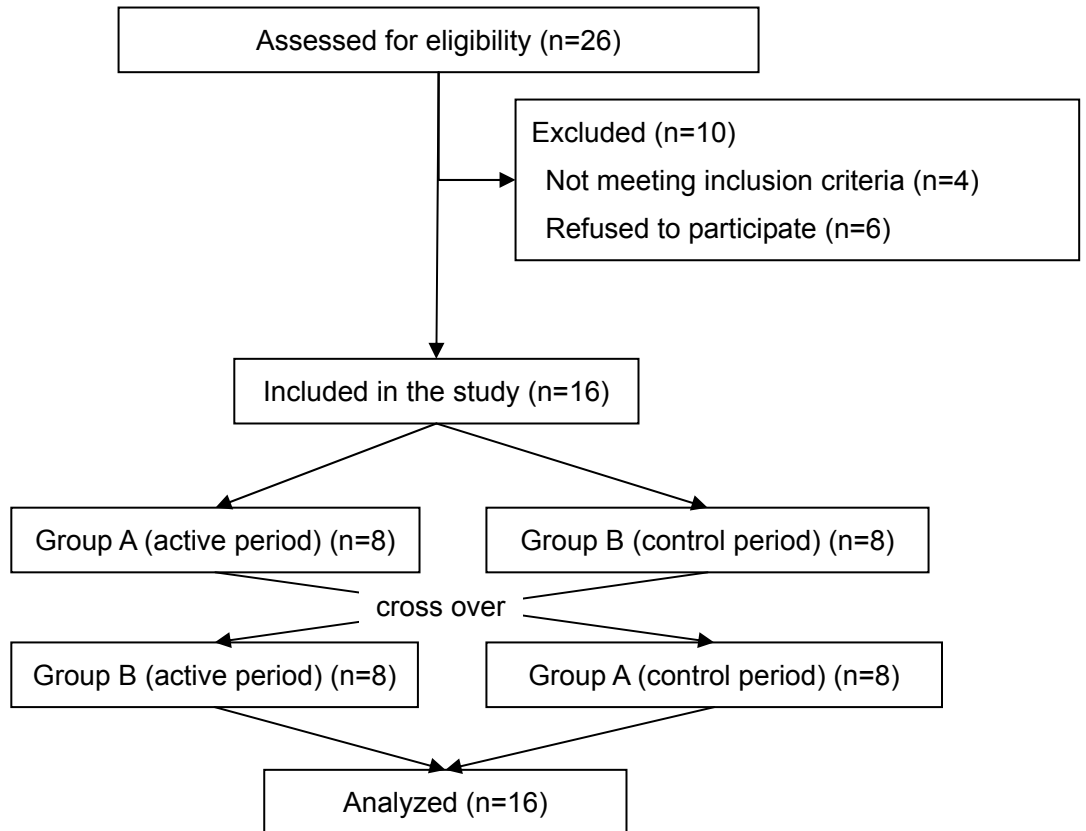 Assessed for eligibility (n=26)
Excluded (n=10)
Not meeting inclusion criteria (n=4)
Refused to participate (n=6)
Included in the study (n=16)
Group A (active period) (n=8)
Group B (control period) (n=8)
cross over
Group B (active period) (n=8)
Group A (control period) (n=8)
Analyzed (n=16)